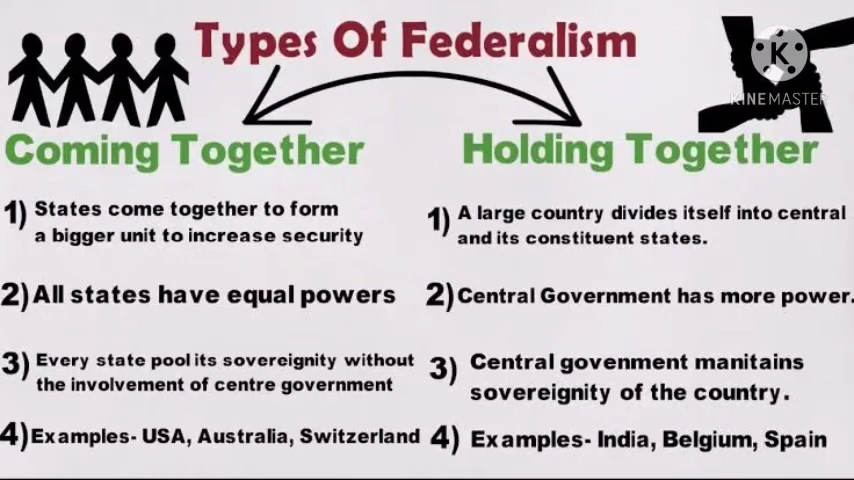 Types Of Federalism
K
KINEMASTER
Coming Together
Holding Together
1) States come together to form
a bigger unit to increase security
2) All states have equal powers
3) Every state pool its sovereignity without
the involvement of centre government
4) Examples- USA, Australia, Switzerland
1) A large country divides itself into central
and its constituent states.
2) Central Government has more power.
3) Central govenment manitains
sovereignity of the country.
4) Examples- India, Belgium, Spain